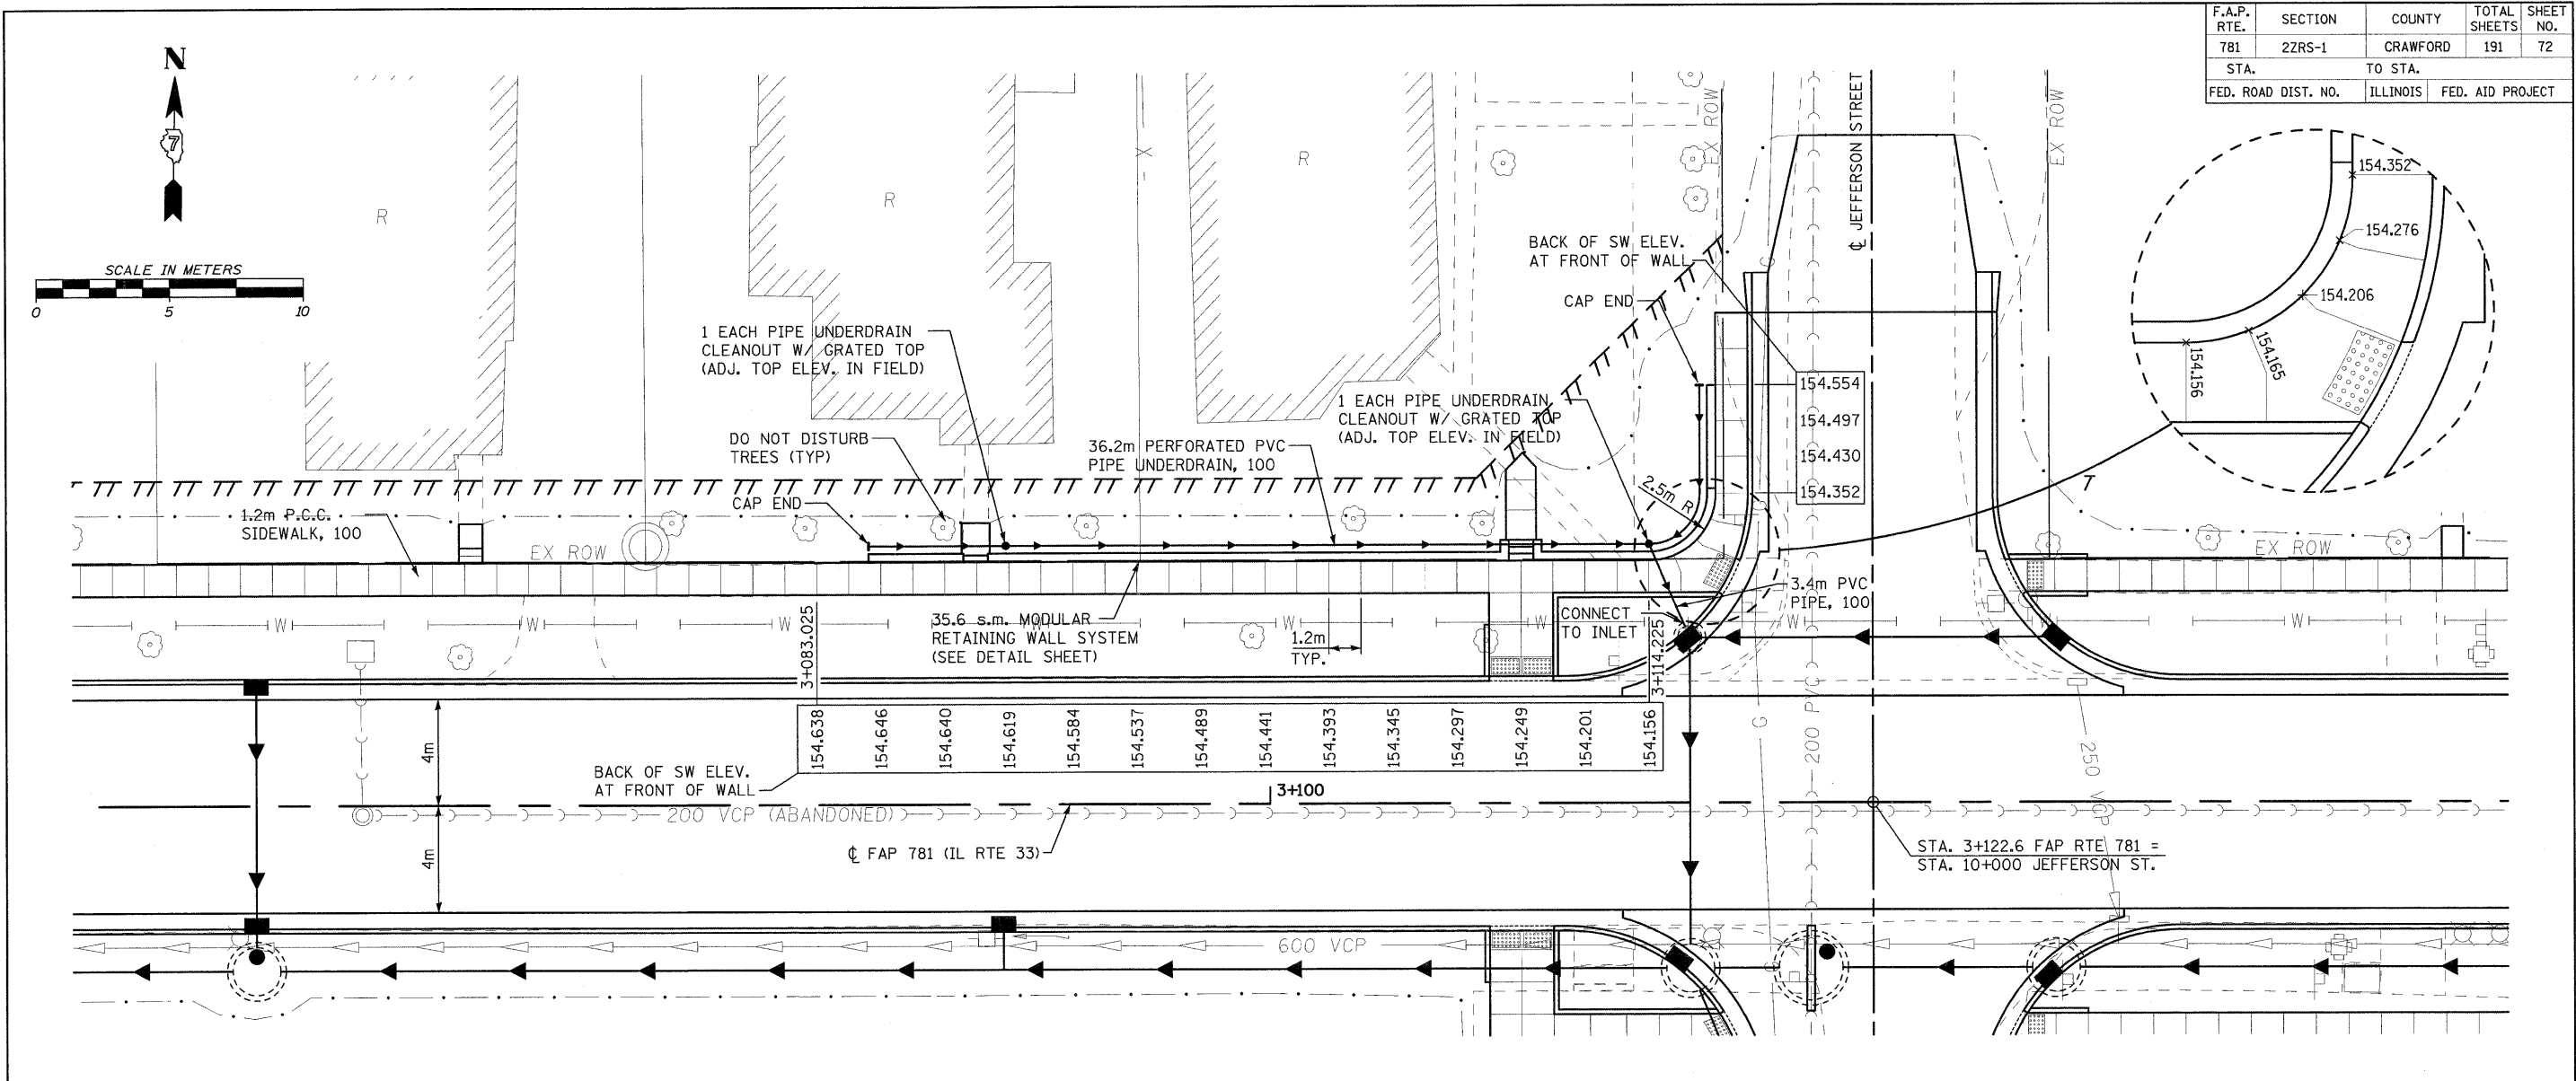 F.A.P. RTE. SECTION COUNTY TOTAL SHEETS SHEET NO.
781 2ZRS-1 CRAWFORD 191 72
STA. TO STA.
FED. ROAD DIST. NO. ILLINOIS FED. AID PROJECT
N
7
SCALE IN METERS
0 5 10
R
R
R
X
EX ROW
℄ JEFFERSON STREET
EX ROW
154.352
154.276
154.206
154.165
154.156
BACK OF SW ELEV.
AT FRONT OF WALL
CAP END
1 EACH PIPE UNDERDRAIN
CLEANOUT W/ GRATED TOP
(ADJ. TOP ELEV. IN FIELD)
1 EACH PIPE UNDERDRAIN
CLEANOUT W/ GRATED TOP
(ADJ. TOP ELEV. IN FIELD)
154.554
154.497
154.430
154.352
DO NOT DISTURB
TREES (TYP)
36.2m PERFORATED PVC
PIPE UNDERDRAIN, 100
2.5m R
CAP END
1.2m P.C.C.
SIDEWALK, 100
EX ROW
EX ROW
T
G
3.4m PVC
PIPE, 100
CONNECT
TO INLET
35.6 s.m. MODULAR
RETAINING WALL SYSTEM
(SEE DETAIL SHEET)
1.2m
TYP.
W W W W W W W W
3+083.025
3+114.225
154.638 154.646 154.640 154.619 154.584 154.537 154.489 154.441 154.393 154.345 154.297 154.249 154.201 154.156
BACK OF SW ELEV.
AT FRONT OF WALL
4m
4m
3+100
200 VCP (ABANDONED)
℄ FAP 781 (IL RTE 33)
G
200 PVC
250 VCP
STA. 3+122.6 FAP RTE 781 =
STA. 10+000 JEFFERSON ST.
600 VCP
G